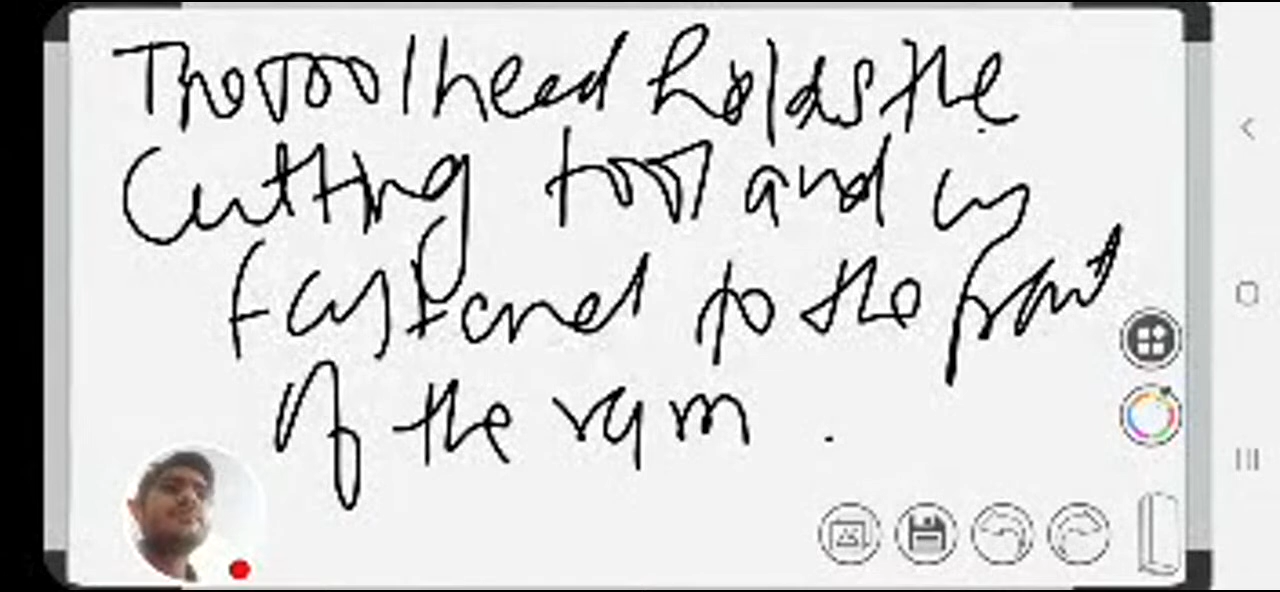 The tool head holds the
Cutting tool and is
fastened to the front
of the ram .